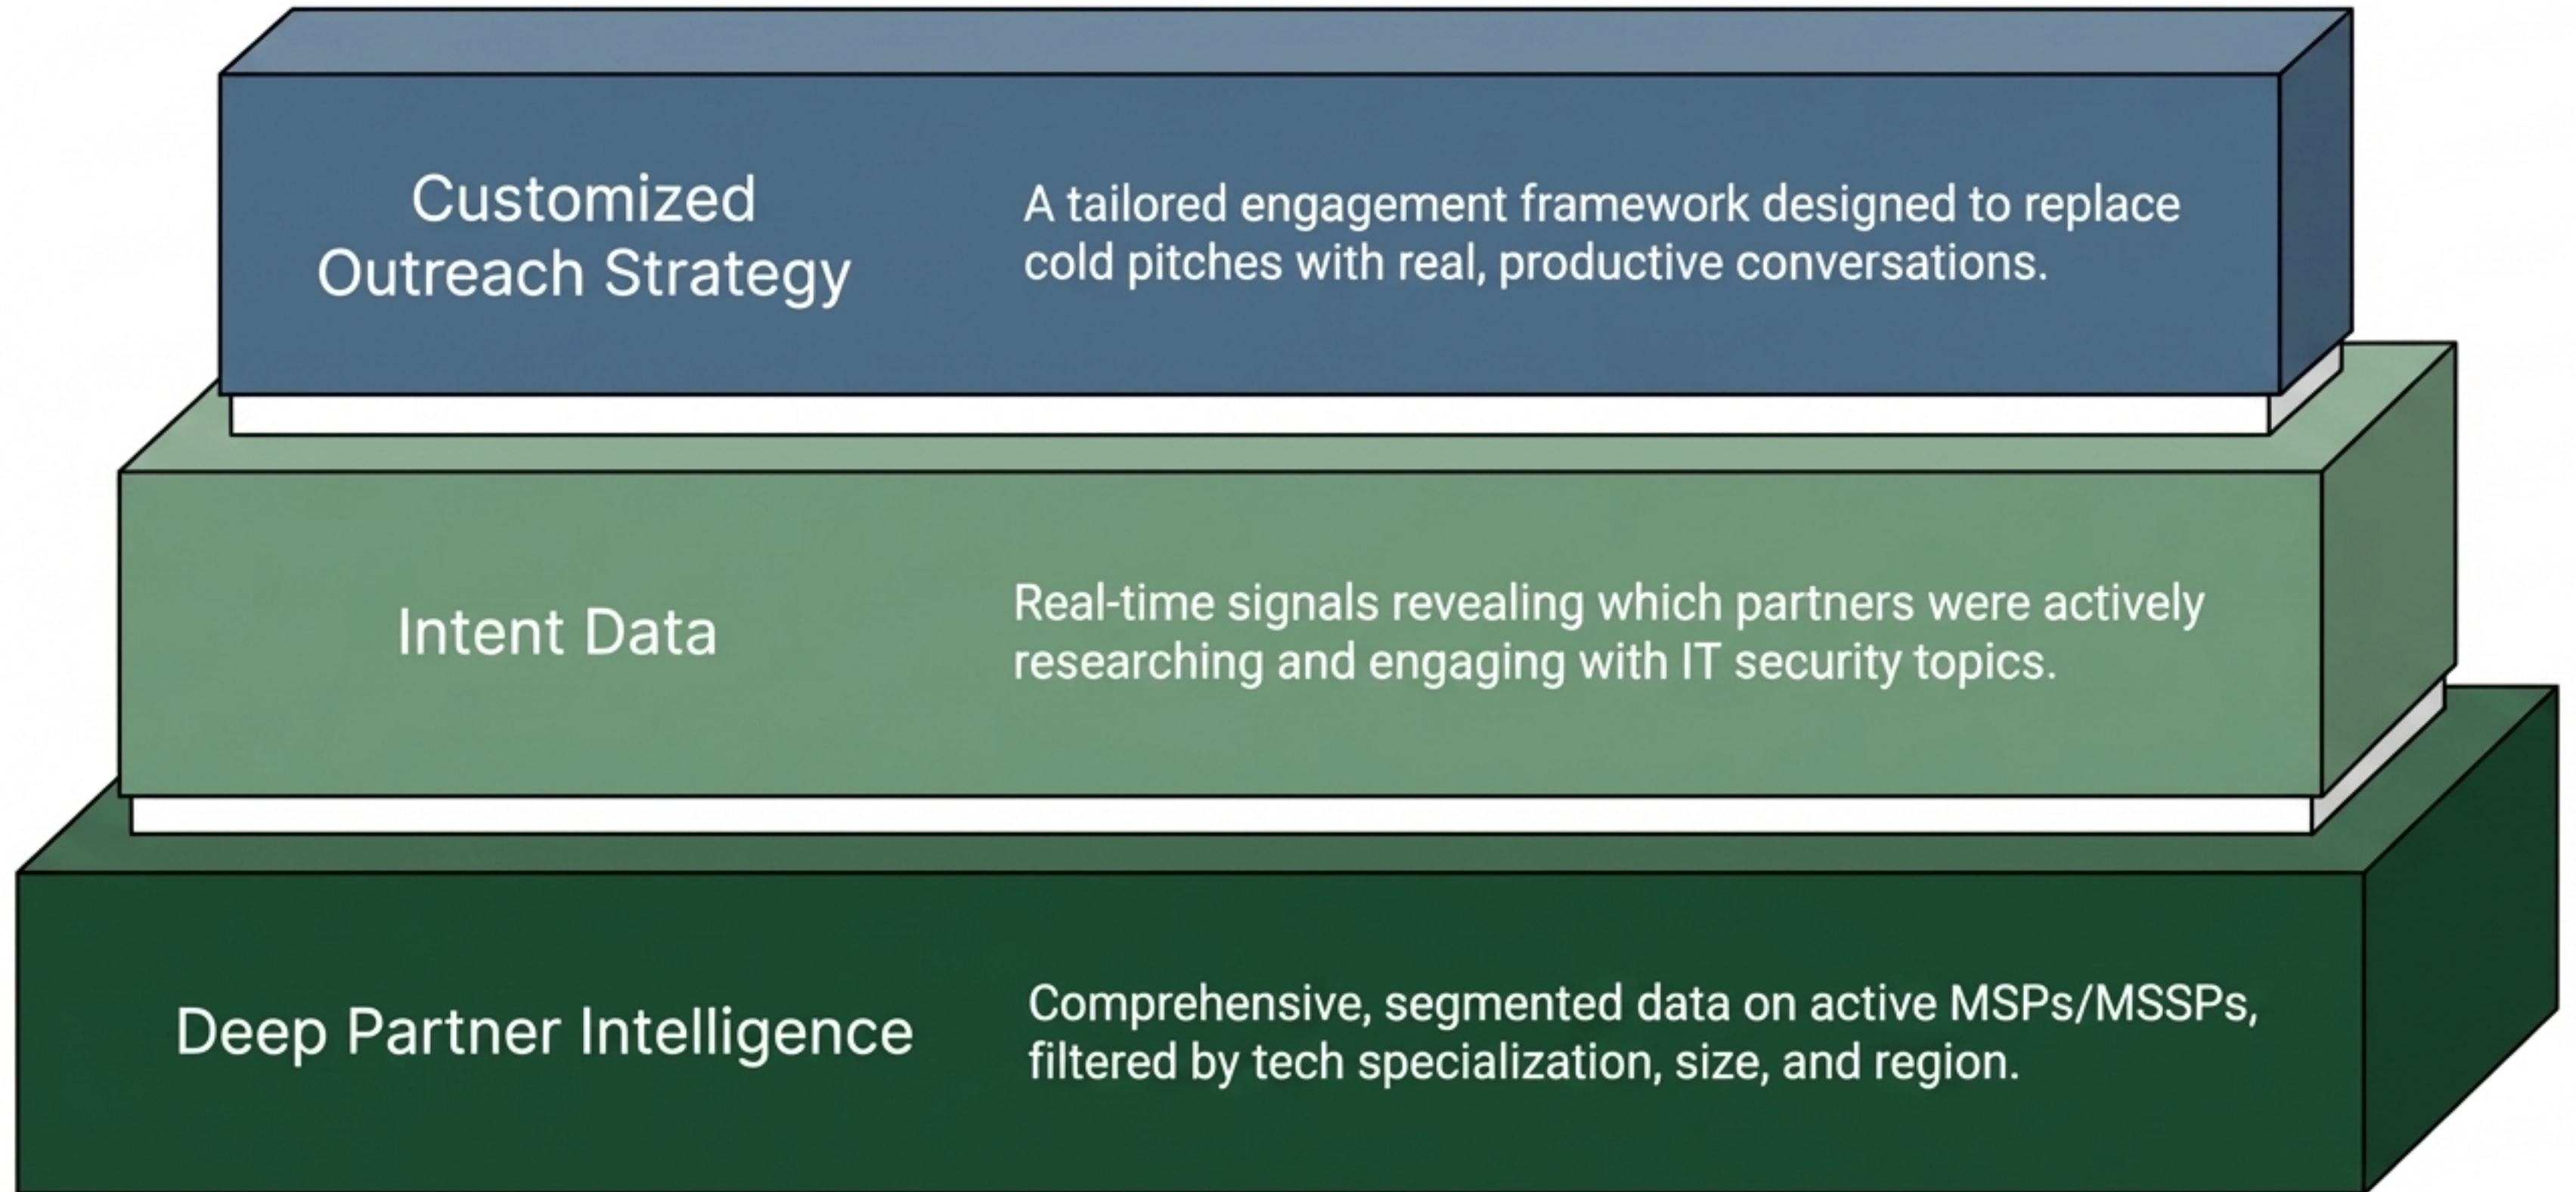 Customized
Outreach Strategy
A tailored engagement framework designed to replace
cold pitches with real, productive conversations.
Intent Data
Real-time signals revealing which partners were actively
researching and engaging with IT security topics.
Deep Partner Intelligence
Comprehensive, segmented data on active MSPs/MSSPs,
filtered by tech specialization, size, and region.